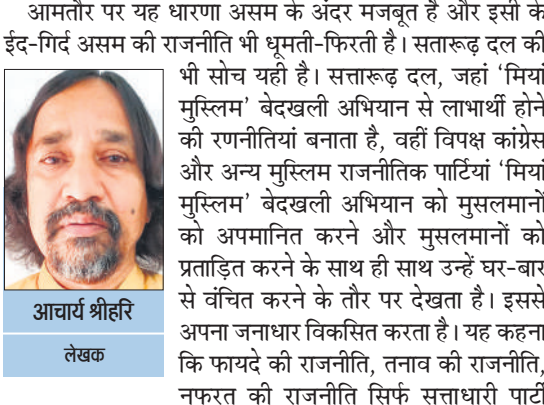 आमतौर पर यह धारणा असम के अंदर मजबूत है और इसी के
ईद-गिर्द असम की राजनीति भी धूमती-फिरती है। सतारूढ़ दल की
भी सोच यही है। सत्तारूढ़ दल, जहां ‘मियां
मुस्लिम’ बेदखली अभियान से लाभार्थी होने
की रणनीतियां बनाता है, वहीं विपक्ष कांग्रेस
और अन्य मुस्लिम राजनीतिक पार्टियां ‘मियां
मुस्लिम’ बेदखली अभियान को मुसलमानों
को अपमानित करने और मुसलमानों को
प्रताड़ित करने के साथ ही साथ उन्हें घर-बार
से वंचित करने के तौर पर देखता है। इससे
अपना जनाधार विकसित करता है। यह कहना
कि फायदे की राजनीति, तनाव की राजनीति,
नफरत की राजनीति सिर्फ सत्ताधारी पार्टी
आचार्य श्रीहरि
लेखक